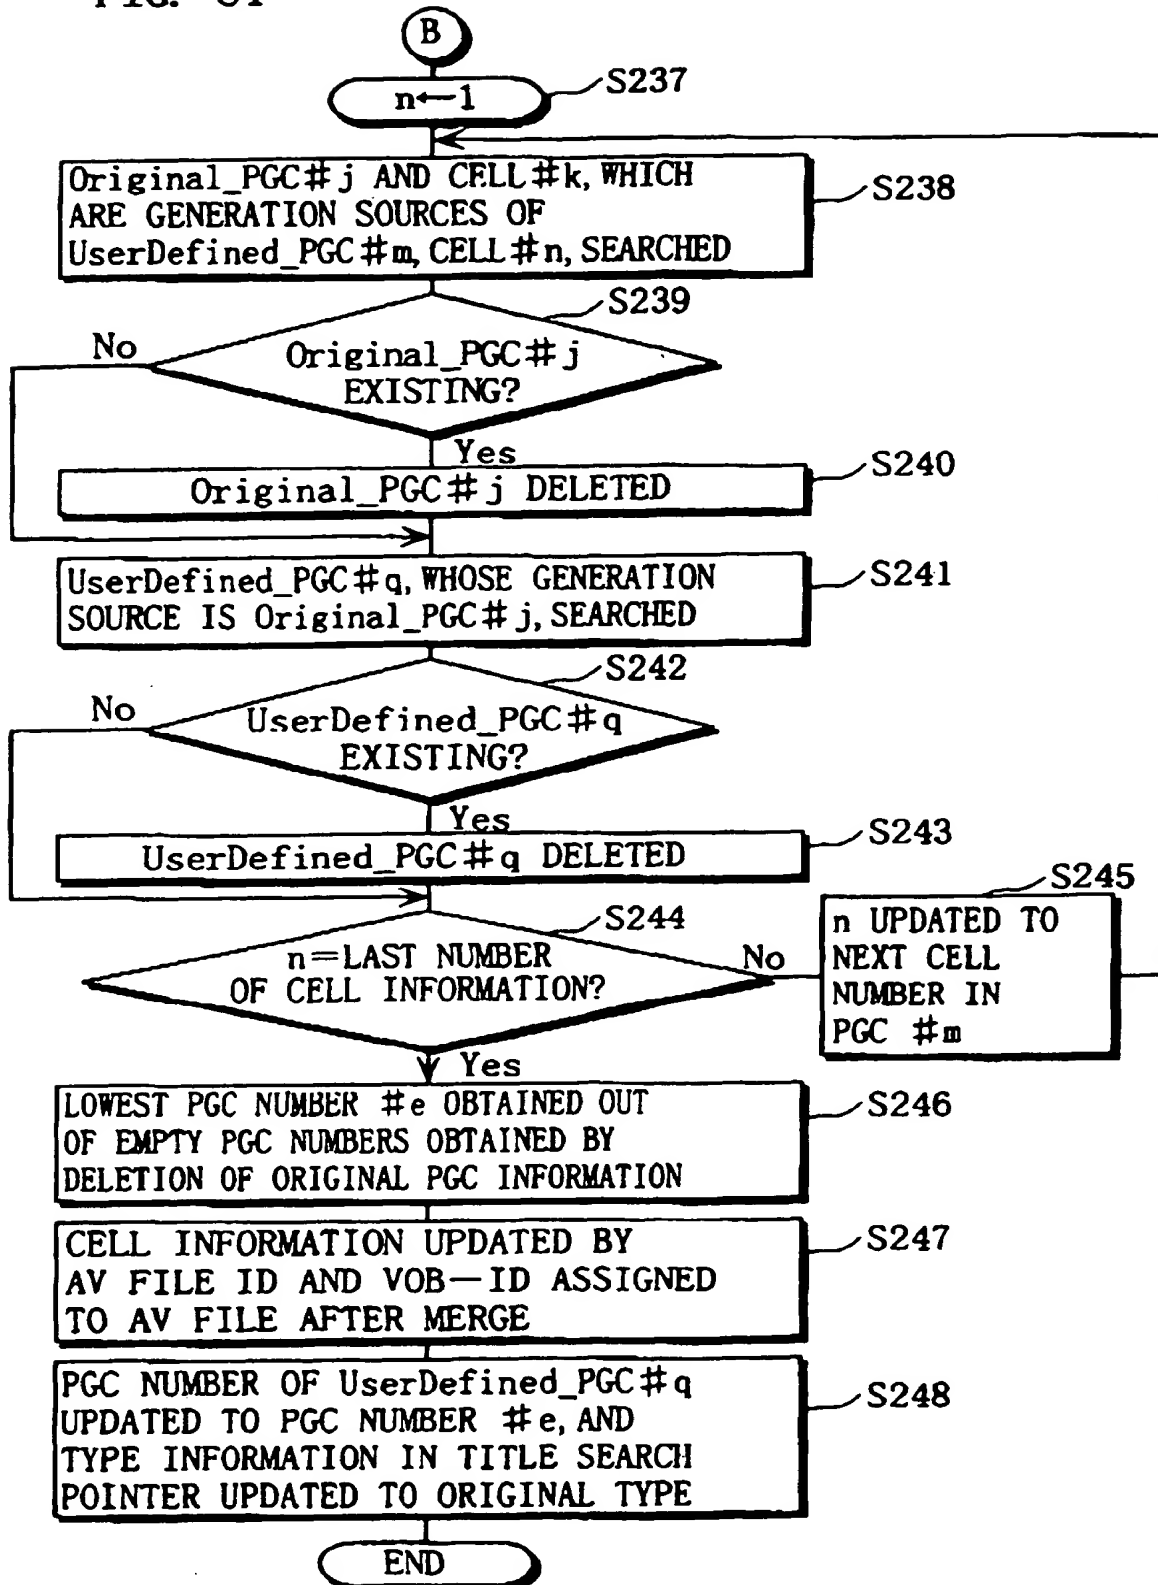 B
n←1
S237
Original_PGC#j AND CELL#k, WHICH
ARE GENERATION SOURCES OF
UserDefined_PGC#m, CELL#n, SEARCHED
S238
S239
No
Original_PGC#j
EXISTING?
Yes
Original_PGC#j DELETED
S240
UserDefined_PGC#q, WHOSE GENERATION
SOURCE IS Original_PGC#j, SEARCHED
S241
S242
No
UserDefined_PGC#q
EXISTING?
Yes
UserDefined_PGC#q DELETED
S243
S244
n=LAST NUMBER
OF CELL INFORMATION?
No
S245
n UPDATED TO
NEXT CELL
NUMBER IN
PGC #m
Yes
LOWEST PGC NUMBER #e OBTAINED OUT
OF EMPTY PGC NUMBERS OBTAINED BY
DELETION OF ORIGINAL PGC INFORMATION
S246
CELL INFORMATION UPDATED BY
AV FILE ID AND VOB—ID ASSIGNED
TO AV FILE AFTER MERGE
S247
PGC NUMBER OF UserDefined_PGC#q
UPDATED TO PGC NUMBER #e, AND
TYPE INFORMATION IN TITLE SEARCH
POINTER UPDATED TO ORIGINAL TYPE
S248
END